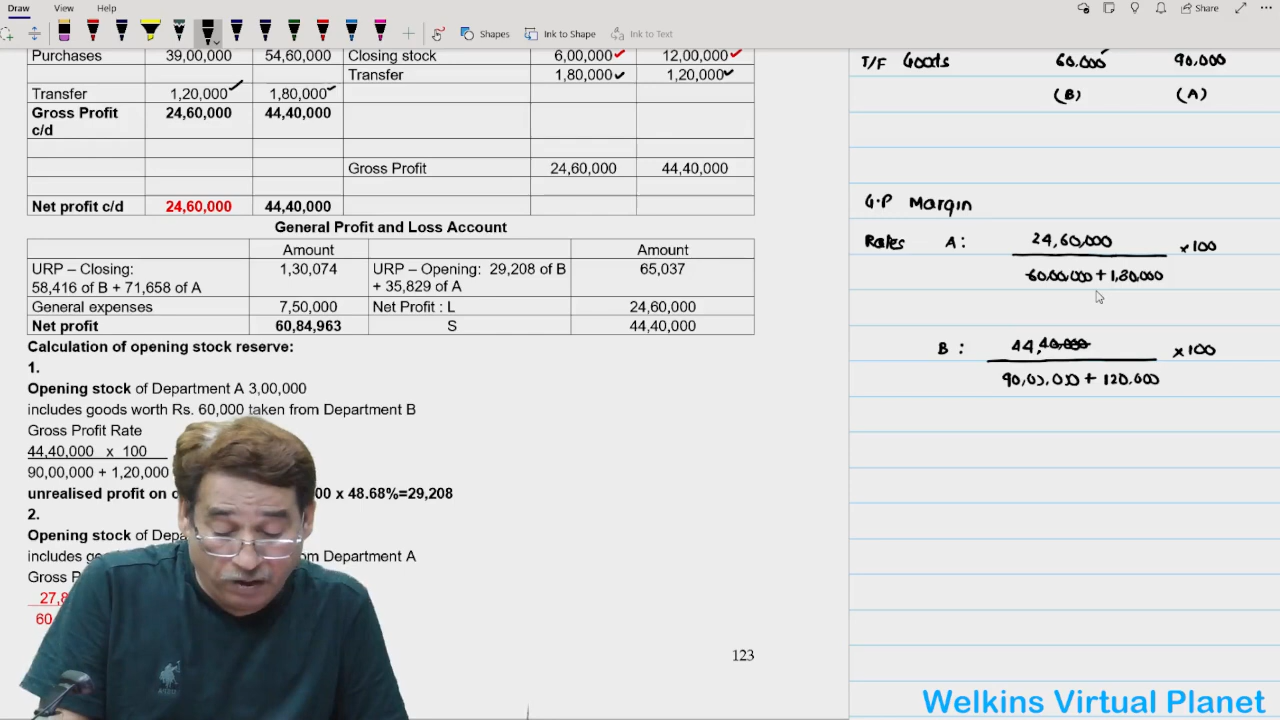 Draw View Help
Shapes Ink to Shape Ink to Text Share
Purchases 39,00,000 54,60,000 Closing stock 6,00,000 12,00,000
Transfer 1,80,000 1,20,000
Transfer 1,20,000 1,80,000
Gross Profit 24,60,000 44,40,000
c/d
Gross Profit 24,60,000 44,40,000
Net profit c/d 24,60,000 44,40,000
General Profit and Loss Account
Amount Amount
URP – Closing: 1,30,074 URP – Opening: 29,208 of B 65,037
58,416 of B + 71,658 of A + 35,829 of A
General expenses 7,50,000 Net Profit : L 24,60,000
Net profit 60,84,963 S 44,40,000
Calculation of opening stock reserve:
1.
Opening stock of Department A 3,00,000
includes goods worth Rs. 60,000 taken from Department B
Gross Profit Rate
44,40,000 x 100
90,00,000 + 1,20,000
unrealised profit on 00 x 48.68%=29,208
2.
Opening stock of
includes om Department A
Gross
27,8
60
123
T/F Goods 60,000 90,000
(B) (A)
G.P Margin
Rates A: 24,60,000 x100
60,00,000 + 1,80,000
B: 44,40,000 x100
90,00,000 + 120,000
Welkins Virtual Planet